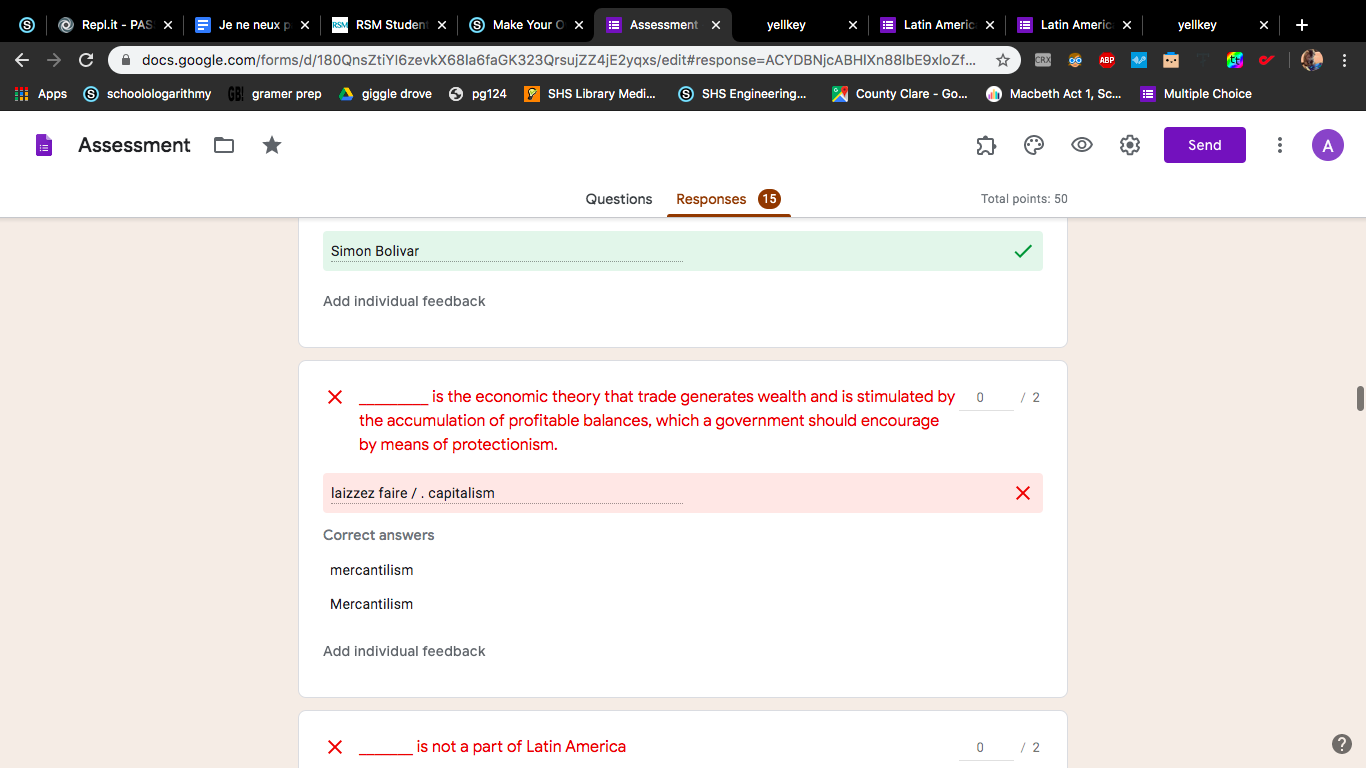 Repl.it - PAS
Je ne neux p
RSM Student
Make Your O
Assessment
yellkey
Latin Americ
Latin Americ
yellkey
docs.google.com/forms/d/180QnsZtiYI6zevkX68Ia6faGK323QrsujZZ4jE2yqxs/edit#response=ACYDBNjcABHlXn88IbE9xloZf...
Apps
schoolologarithmy
GB!
gramer prep
giggle drove
pg124
SHS Library Medi...
SHS Engineering...
County Clare - Go...
Macbeth Act 1, Sc...
Multiple Choice
Assessment
Send
A
Questions
Responses
15
Total points: 50
Simon Bolivar
Add individual feedback
_________ is the economic theory that trade generates wealth and is stimulated by
the accumulation of profitable balances, which a government should encourage
by means of protectionism.
0 / 2
laizzez faire / . capitalism
Correct answers
mercantilism
Mercantilism
Add individual feedback
_______ is not a part of Latin America
0 / 2